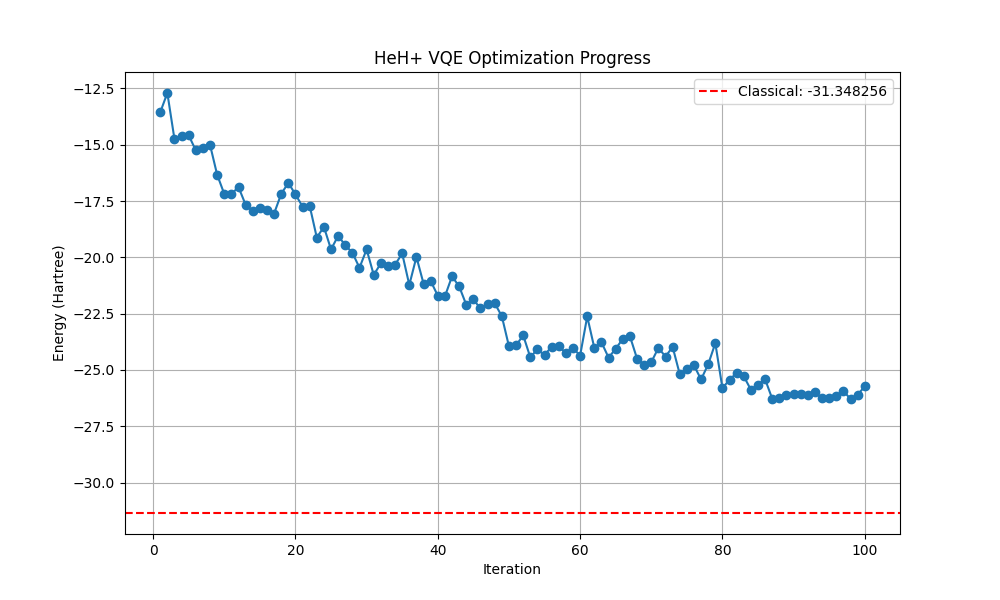 HeH+ VQE Optimization Progress
Classical: -31.348256
Energy (Hartree)
−12.5
−15.0
−17.5
−20.0
−22.5
−25.0
−27.5
−30.0
0 20 40 60 80 100
Iteration